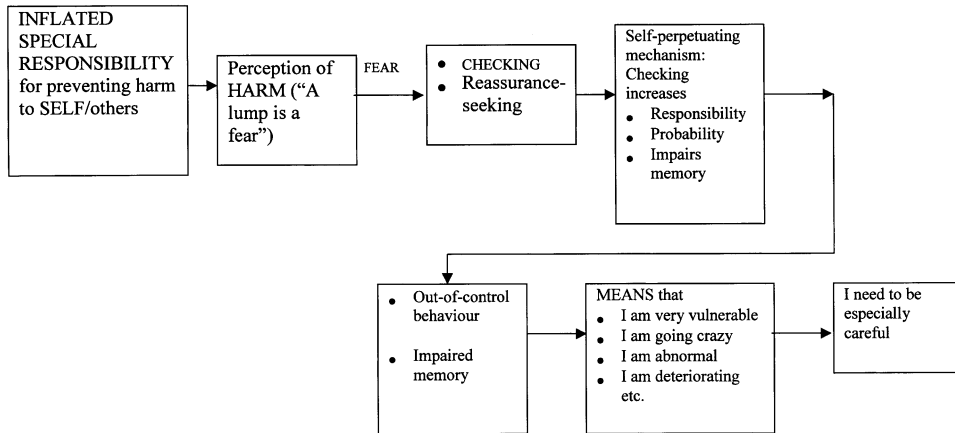 INFLATED
SPECIAL
RESPONSIBILITY
for preventing harm
to SELF/others
Perception of
HARM (“A
lump is a
fear”)
FEAR
● CHECKING
● Reassurance-
seeking
Self-perpetuating
mechanism:
Checking
increases
● Responsibility
● Probability
● Impairs
memory
● Out-of-control
behaviour
● Impaired
memory
MEANS that
● I am very vulnerable
● I am going crazy
● I am abnormal
● I am deteriorating
etc.
I need to be
especially
careful